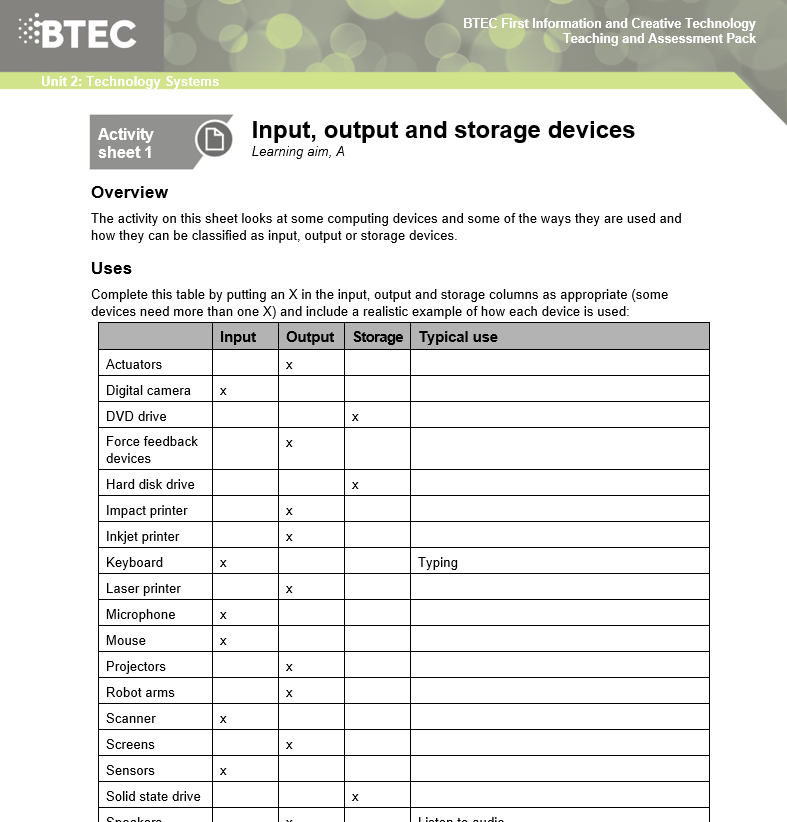 BTEC
BTEC First Information and Creative Technology
Teaching and Assessment Pack
Unit 2: Technology Systems
Activity
sheet 1
Input, output and storage devices
Learning aim, A
Overview
The activity on this sheet looks at some computing devices and some of the ways they are used and
how they can be classified as input, output or storage devices.
Uses
Complete this table by putting an X in the input, output and storage columns as appropriate (some
devices need more than one X) and include a realistic example of how each device is used:
Input Output Storage Typical use
Actuators x
Digital camera x
DVD drive x
Force feedback x
devices
Hard disk drive x
Impact printer x
Inkjet printer x
Keyboard x Typing
Laser printer x
Microphone x
Mouse x
Projectors x
Robot arms x
Scanner x
Screens x
Sensors x
Solid state drive x
Speakers x Listen to audio